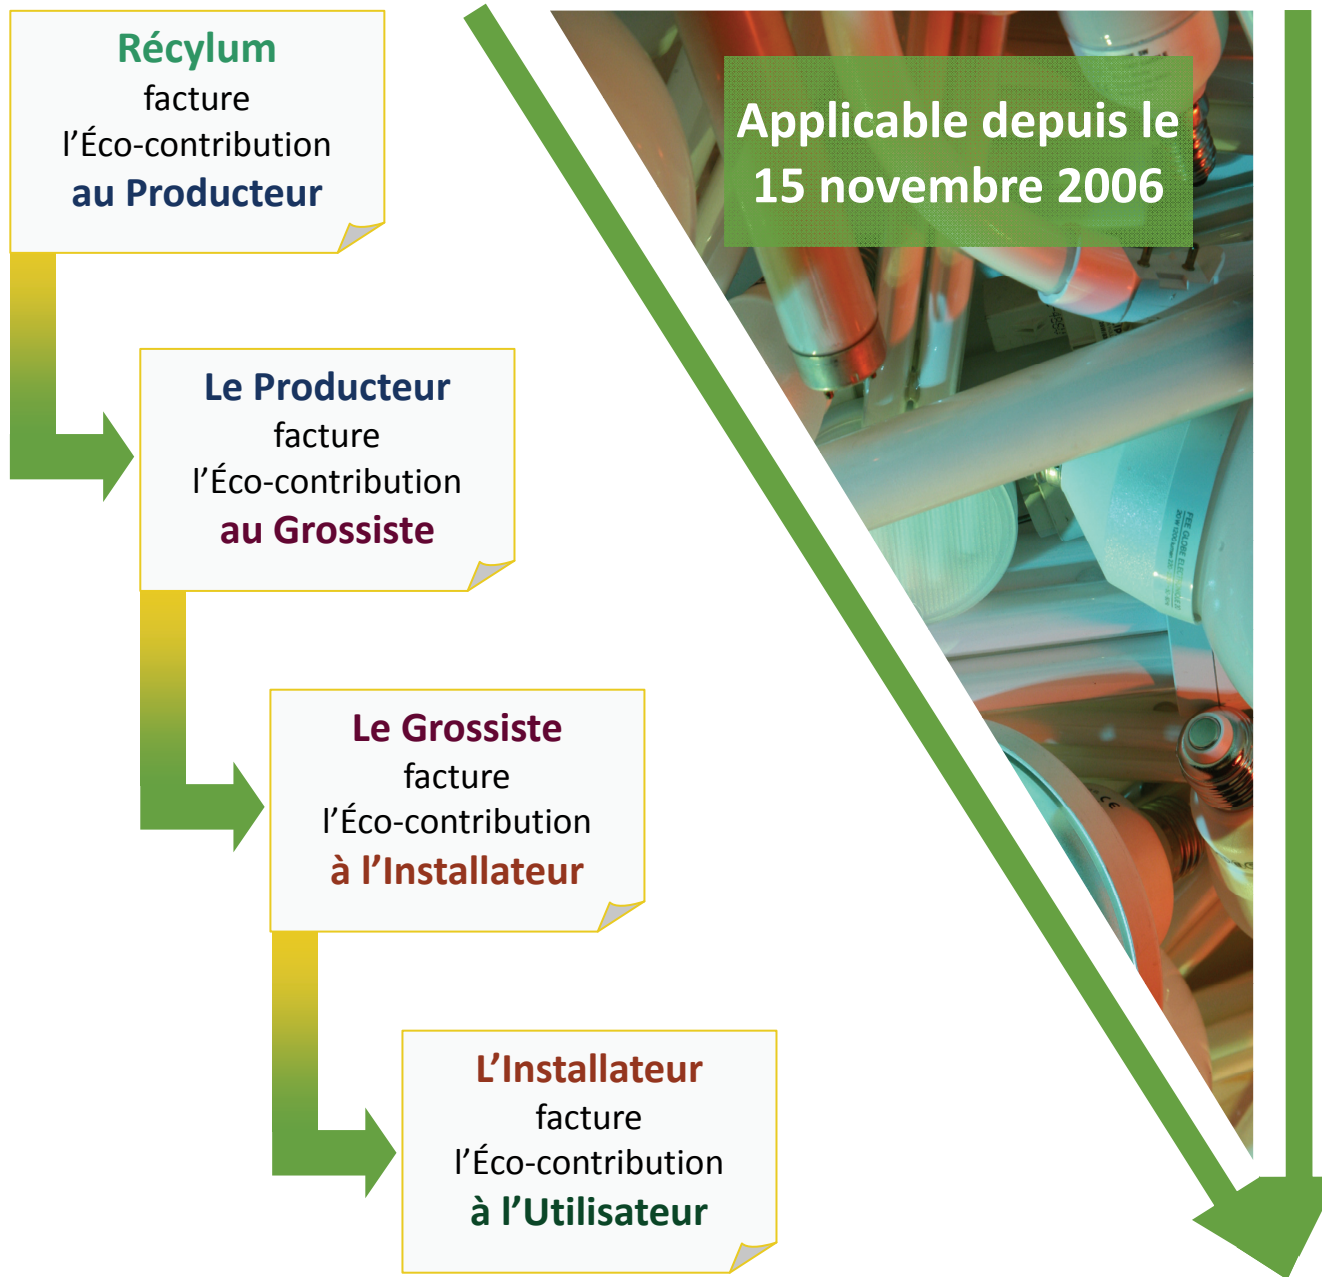 Récylum
facture
l’Éco-contribution
au Producteur
Applicable depuis le
15 novembre 2006
Le Producteur
facture
l’Éco-contribution
au Grossiste
Le Grossiste
facture
l’Éco-contribution
à l’Installateur
L’Installateur
facture
l’Éco-contribution
à l’Utilisateur